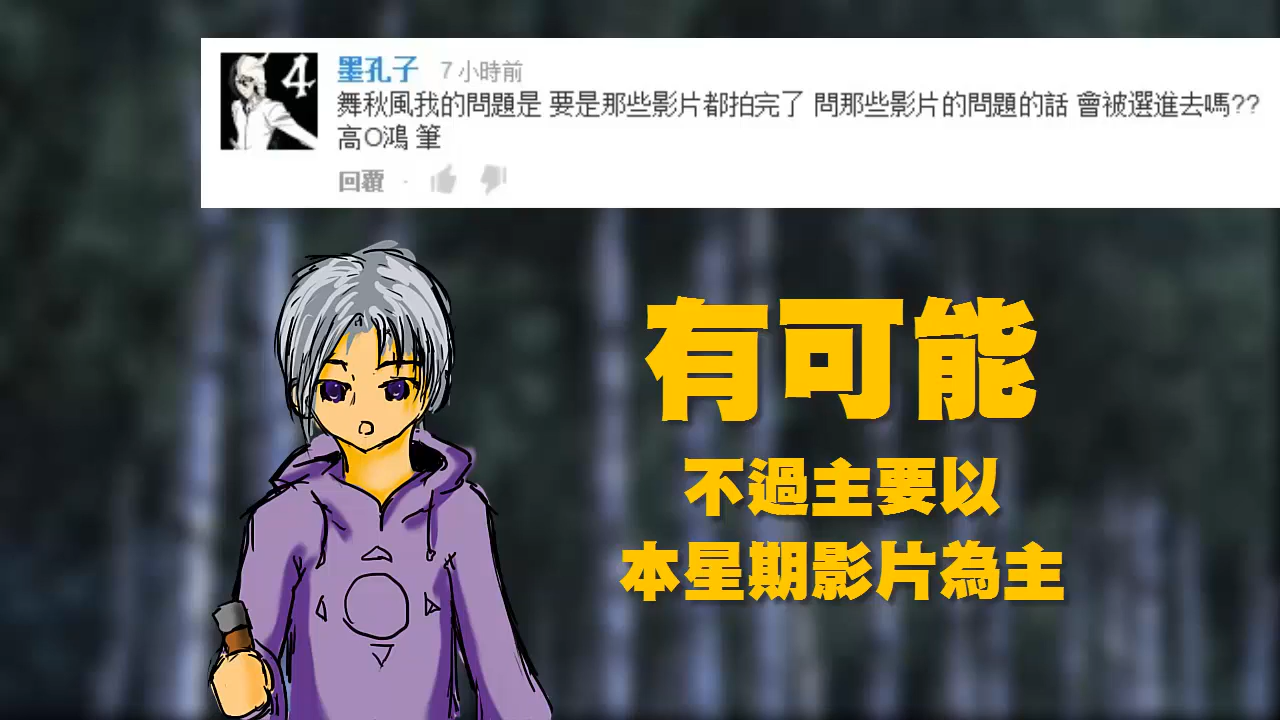 4
墨孔子 7 小時前
舞秋風我的問題是 要是那些影片都拍完了 問那些影片的問題的話 會被選進去嗎??
高O鴻 筆
回覆 ·
有可能
不過主要以
本星期影片為主